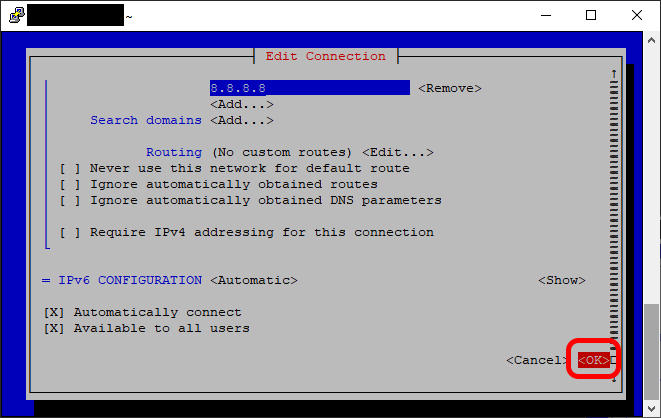 ~
Edit Connection
8.8.8.8 <Remove>
<Add...>
Search domains <Add...>
Routing (No custom routes) <Edit...>
[ ] Never use this network for default route
[ ] Ignore automatically obtained routes
[ ] Ignore automatically obtained DNS parameters
[ ] Require IPv4 addressing for this connection
= IPv6 CONFIGURATION <Automatic> <Show>
[X] Automatically connect
[X] Available to all users
<Cancel> <OK>